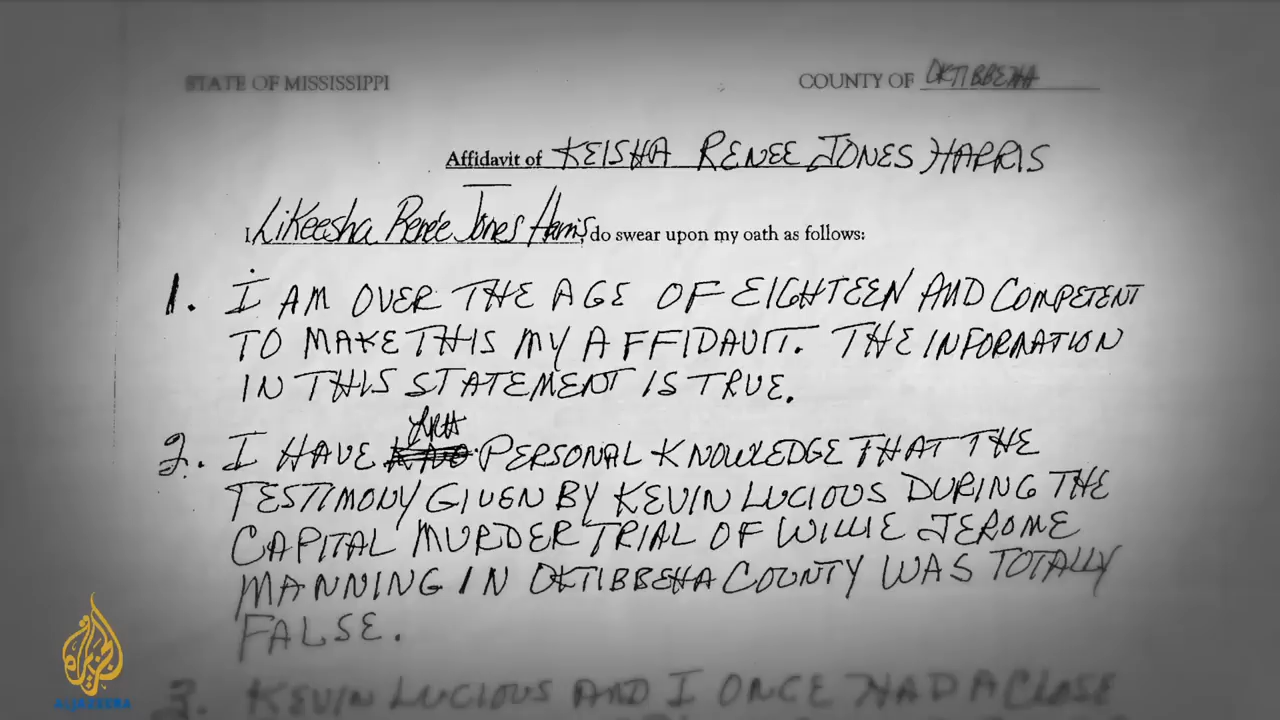 STATE OF MISSISSIPPI COUNTY OF OKTIBBEHA
Affidavit of KEISHA RENEE JONES HARRIS
I, LiKeesha Reneé Jones Harris, do swear upon my oath as follows:
1. I AM OVER THE AGE OF EIGHTEEN AND COMPETENT
TO MAKE THIS MY AFFIDAVIT. THE INFORMATION
IN THIS STATEMENT IS TRUE.
2. I HAVE PERSONAL KNOWLEDGE THAT THE
TESTIMONY GIVEN BY KEVIN LUCIOUS DURING THE
CAPITAL MURDER TRIAL OF WILLIE JEROME
MANNING IN OKTIBBEHA COUNTY WAS TOTALLY
FALSE.
3. KEVIN LUCIOUS AND I ONCE HAD A CLOSE
ALJAZEERA